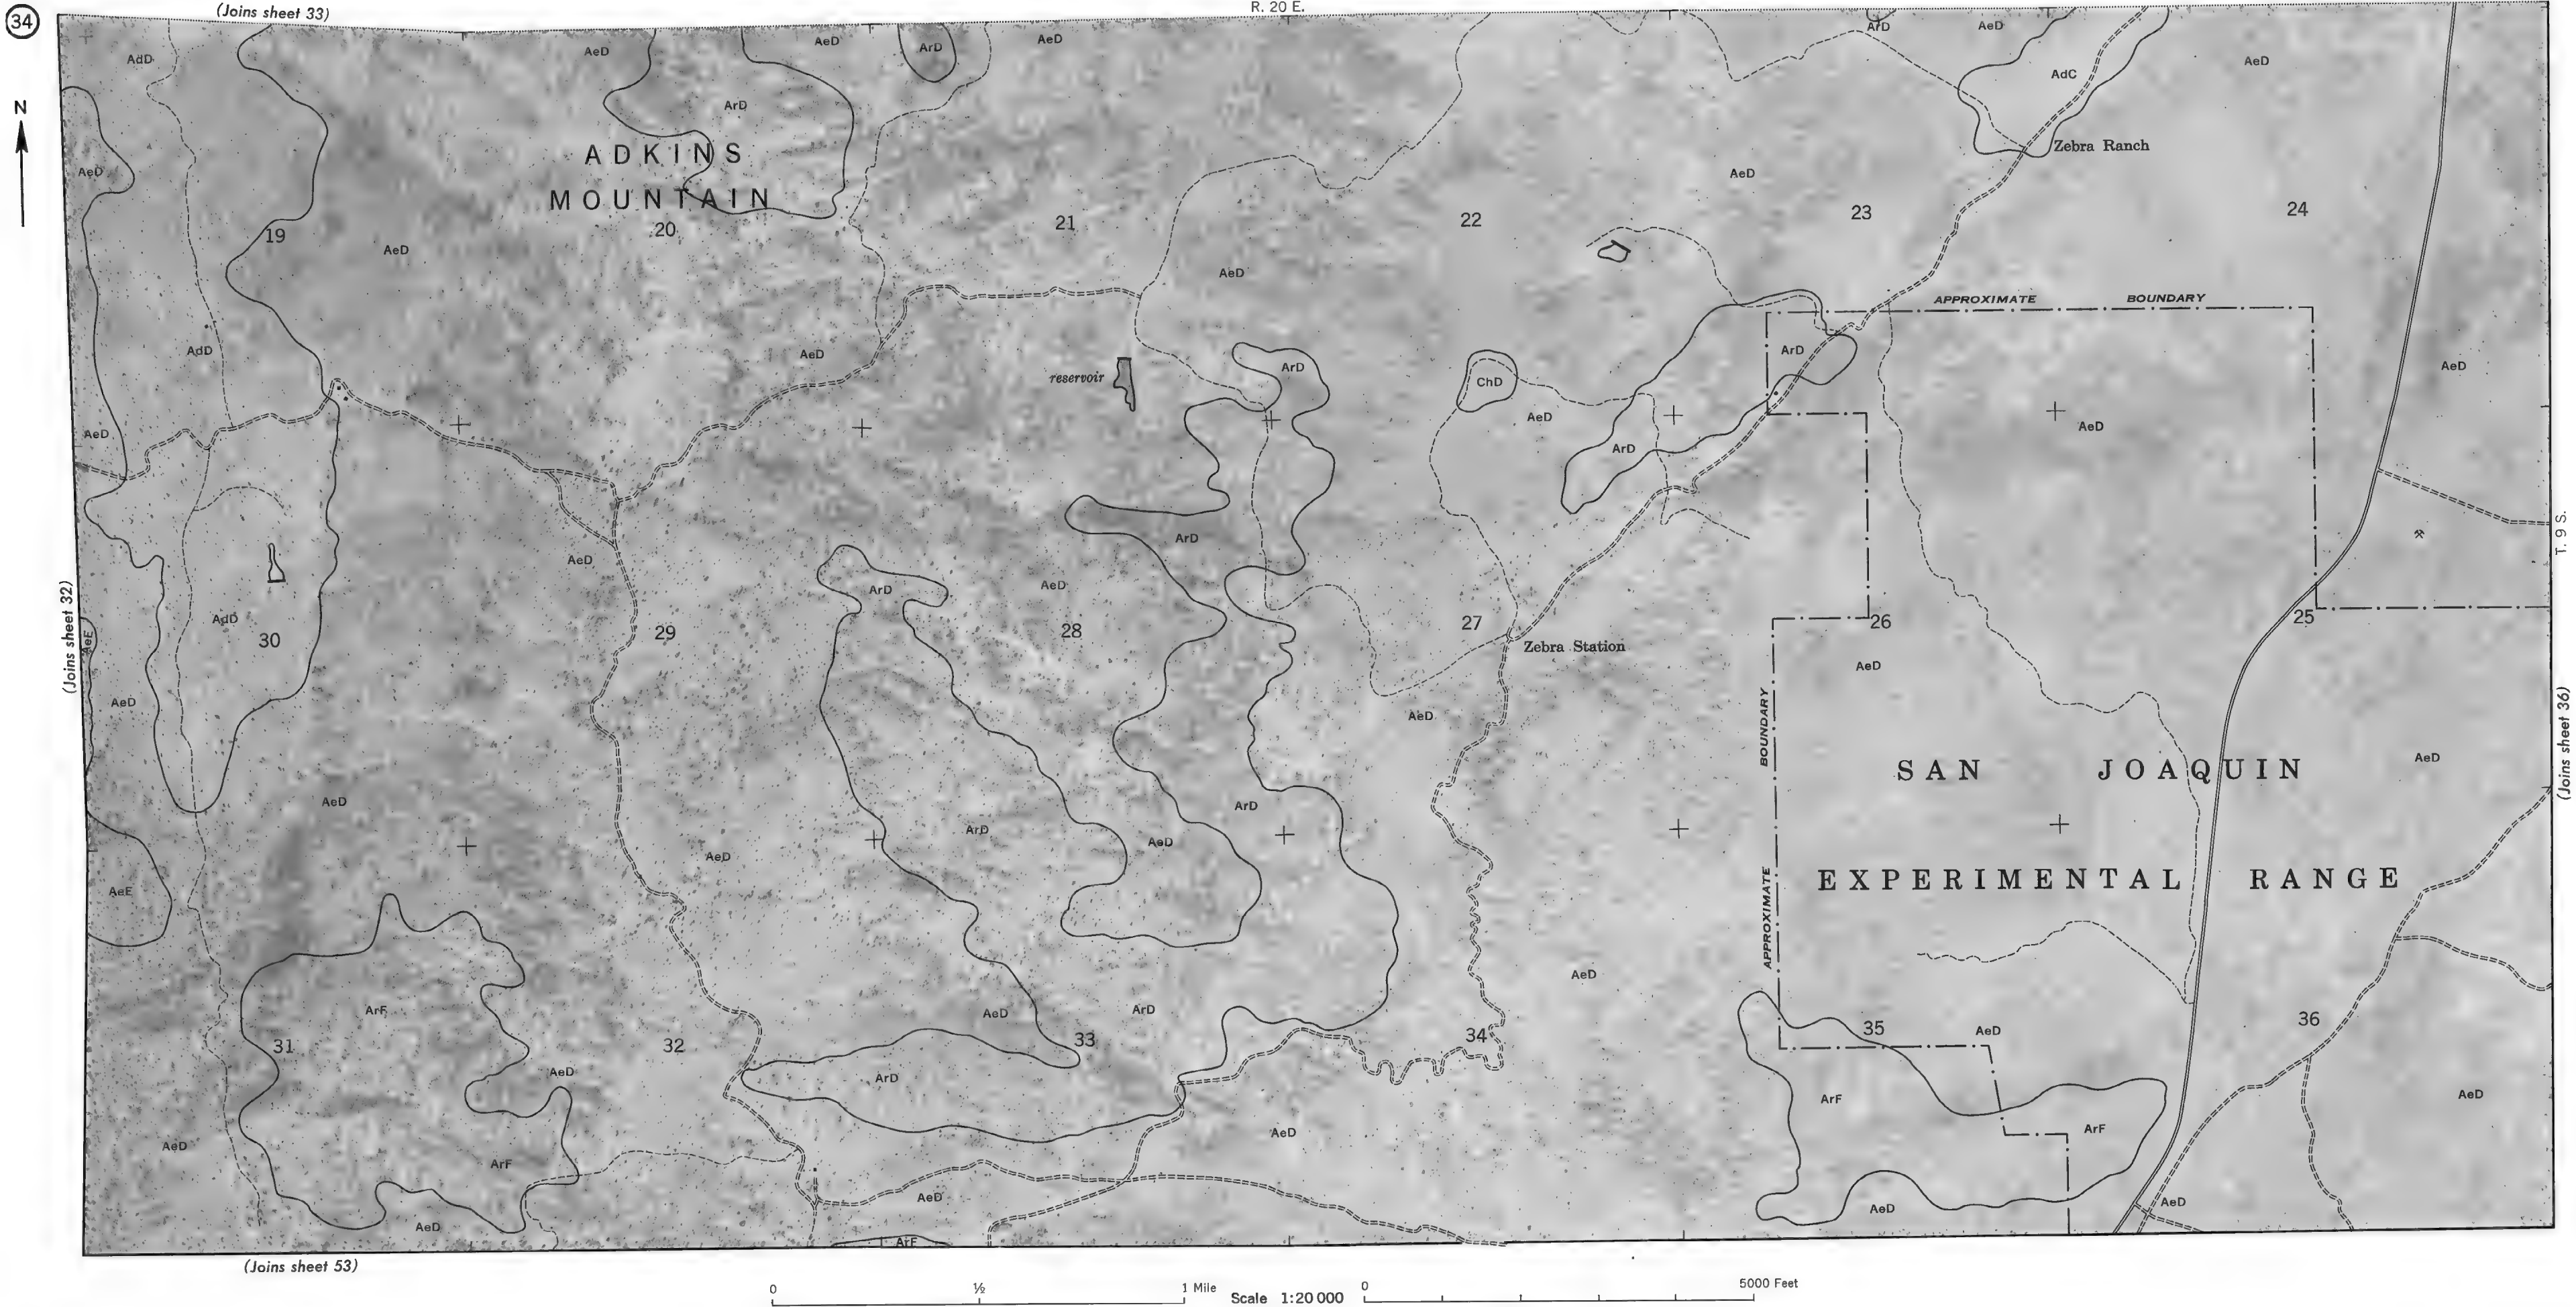 34
(Joins sheet 33)
R. 20 E.
N
AdD
AeD
AeD
ArD
AeD
ArD
AeD
AdC
AeD
ArD
ADKINS
MOUNTAIN
AeD
AeD
Zebra Ranch
19
20
21
22
23
24
AeD
AeD
APPROXIMATE BOUNDARY
AdD
AeD
ArD
reservoir
ArD
ChD
AeD
AeD
AeD
AeD
ArD
T. 9 S.
ArD
AeD
ArD
AeD
AdD
30
29
28
27
Zebra Station
26
25
AeE
(Joins sheet 32)
AeD
AeD
AeD
APPROXIMATE BOUNDARY
(Joins sheet 36)
SAN JOAQUIN
EXPERIMENTAL RANGE
AeD
AeD
ArD
ArD
AeD
AeD
AeE
AeD
ArF
AeD
ArD
31
32
33
34
35
AeD
36
AeD
ArD
ArF
AeD
AeD
AeD
ArF
ArF
AeD
AeD
AeD
AeD
ArF
(Joins sheet 53)
0 ½ 1 Mile
Scale 1:20 000
0 5000 Feet